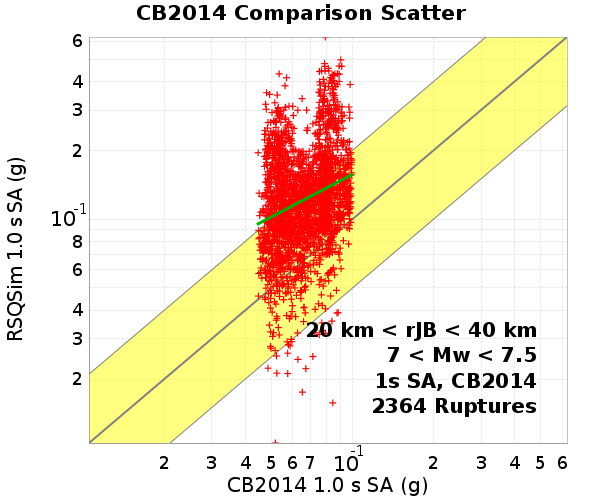 CB2014 Comparison Scatter
6
4
3
2
10-1
8
6
4
3
2
RSQSim 1.0 s SA (g)
20 km < rJB < 40 km
7 < Mw < 7.5
1s SA, CB2014
2364 Ruptures
2 3 4 5 6 7 10-1 2 3 4 5 6
CB2014 1.0 s SA (g)